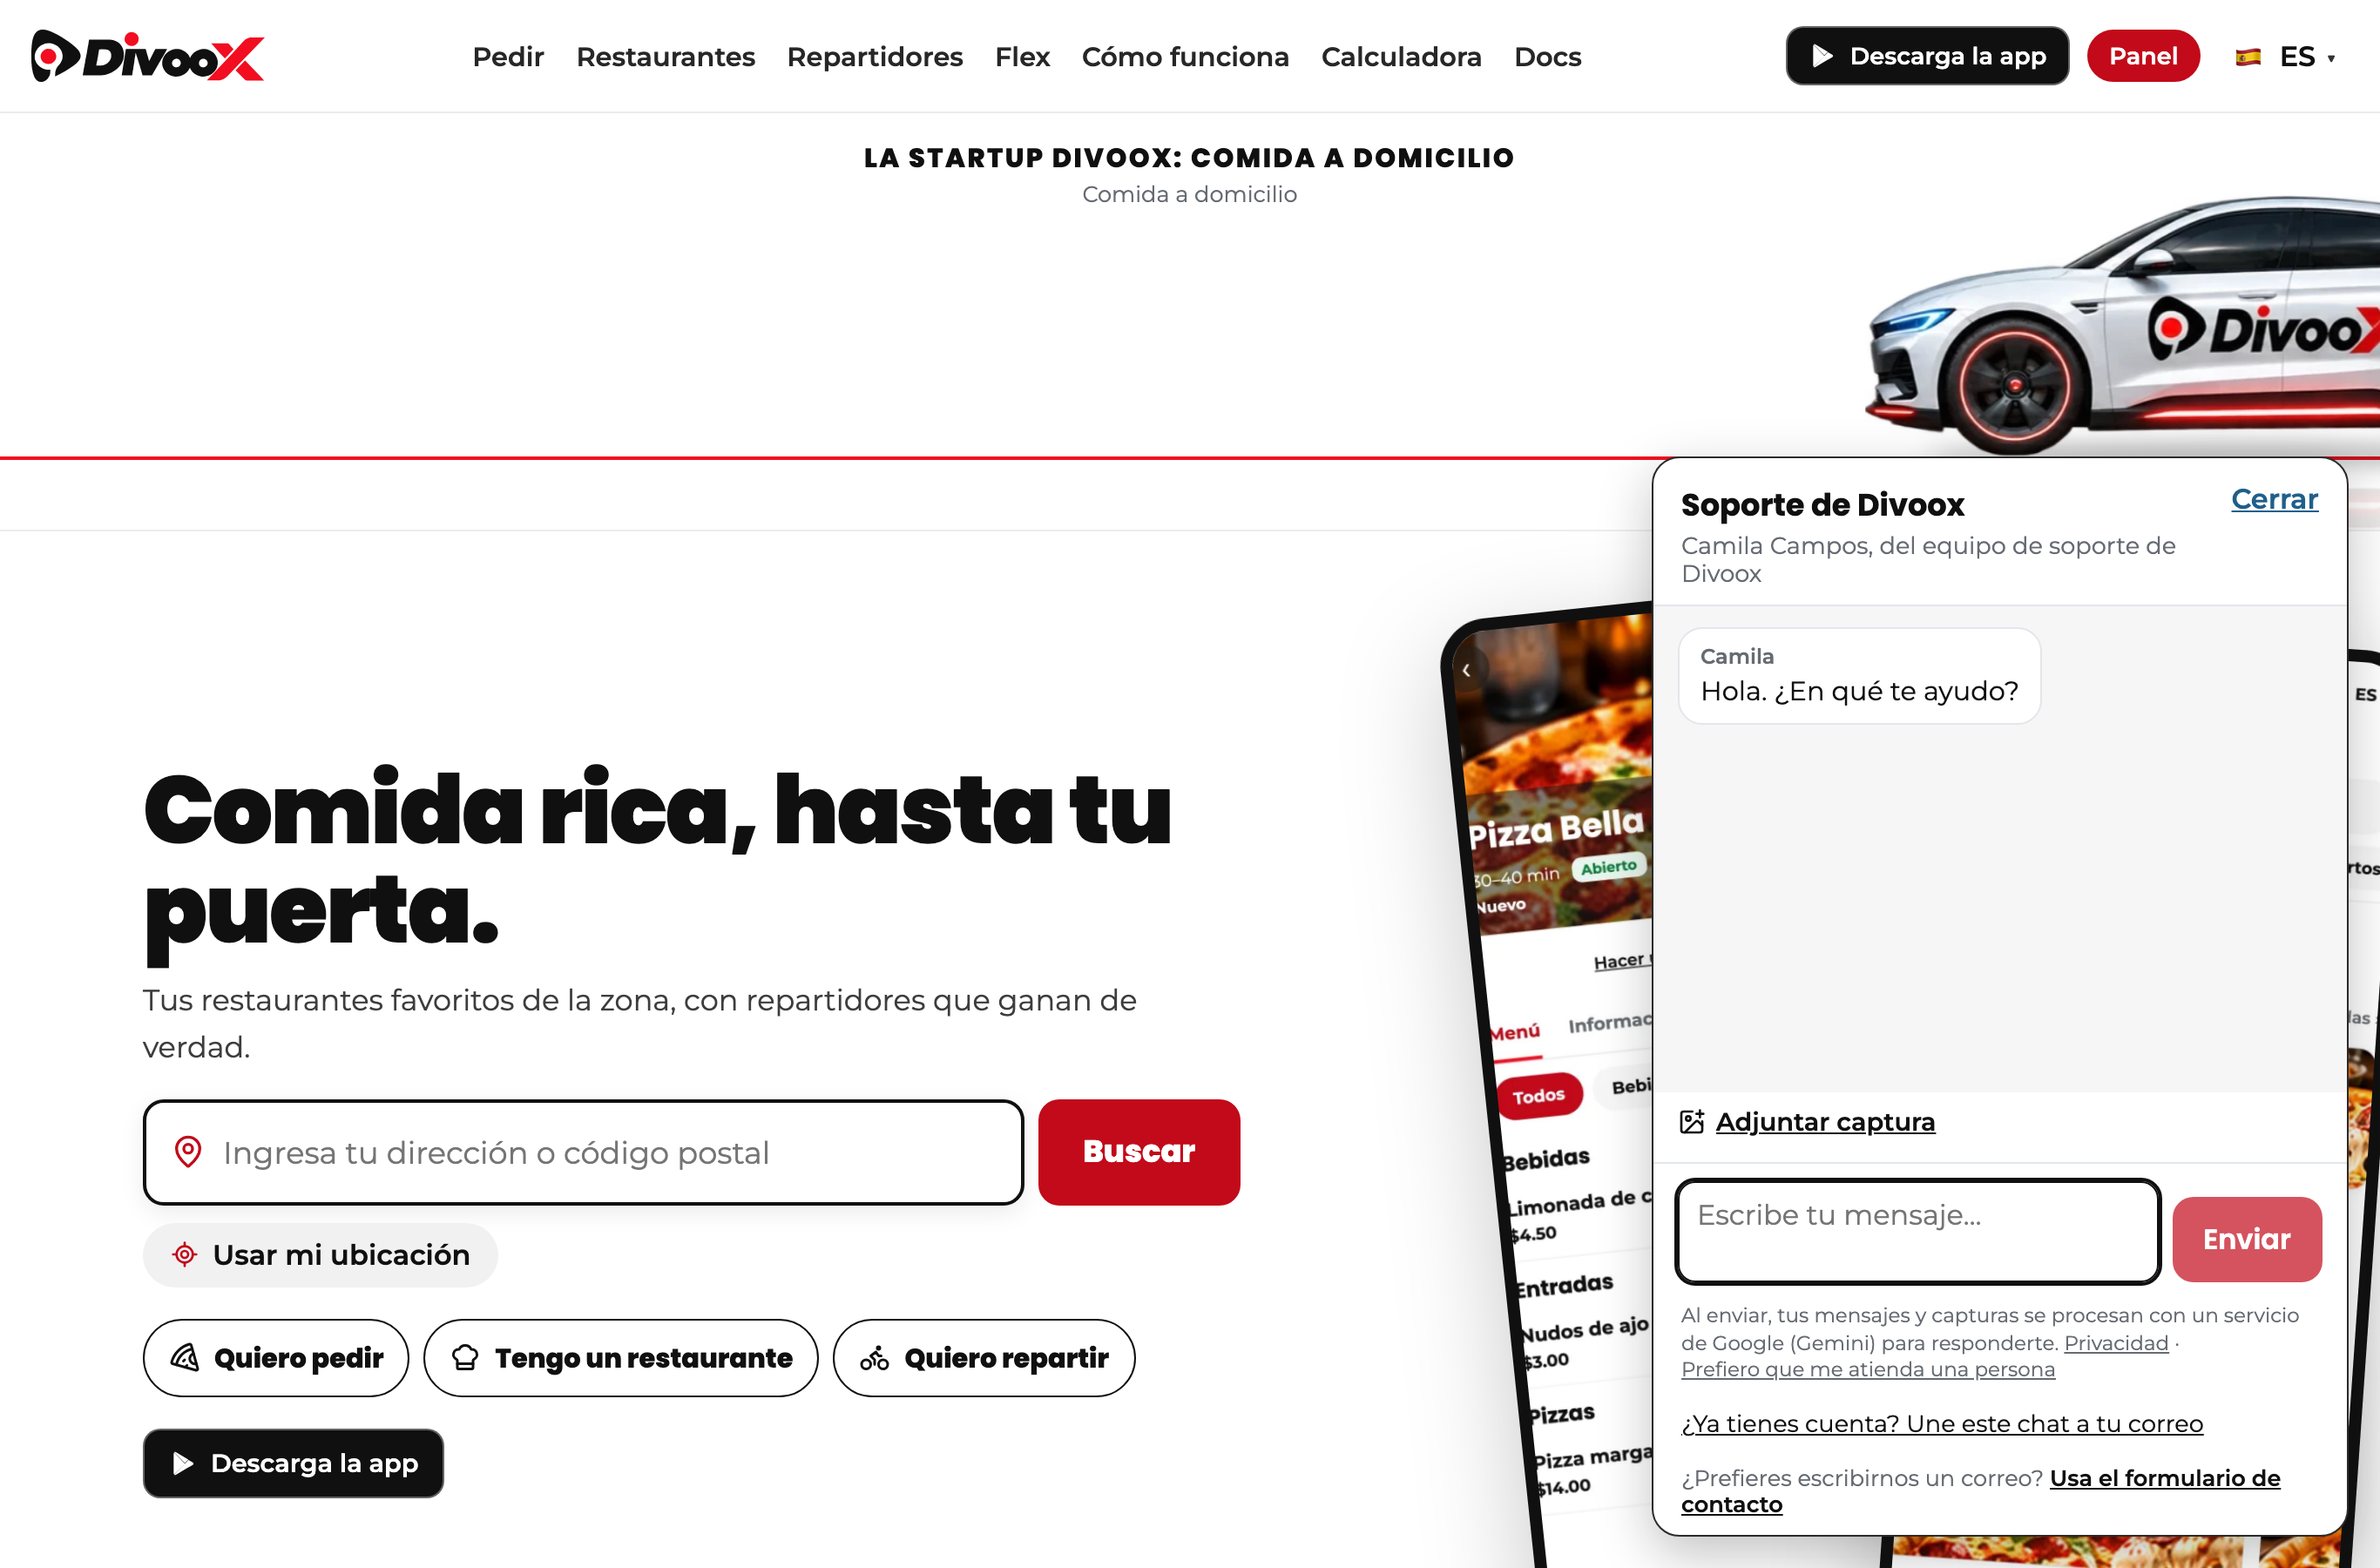 DivooX
Pedir
Restaurantes
Repartidores
Flex
Cómo funciona
Calculadora
Docs
Descarga la app
Panel
ES
LA STARTUP DIVOOX: COMIDA A DOMICILIO
Comida a domicilio
DivooX
Comida rica, hasta tu
puerta.
Tus restaurantes favoritos de la zona, con repartidores que ganan de
verdad.
Ingresa tu dirección o código postal
Buscar
Usar mi ubicación
Quiero pedir
Tengo un restaurante
Quiero repartir
Descarga la app
Pizza Bella
30–40 min
Abierto
Nuevo
Hacer
Menú
Todos
Bebidas
Limonada de
$4.50
Entradas
Nudos de ajo
$3.00
Pizzas
Pizza
$14.00
ES
Soporte de Divoox
Cerrar
Camila Campos, del equipo de soporte de
Divoox
Camila
Hola. ¿En qué te ayudo?
Adjuntar captura
Escribe tu mensaje...
Enviar
Al enviar, tus mensajes y capturas se procesan con un servicio
de Google (Gemini) para responderte. Privacidad ·
Prefiero que me atienda una persona
¿Ya tienes cuenta? Une este chat a tu correo
¿Prefieres escribirnos un correo? Usa el formulario de
contacto